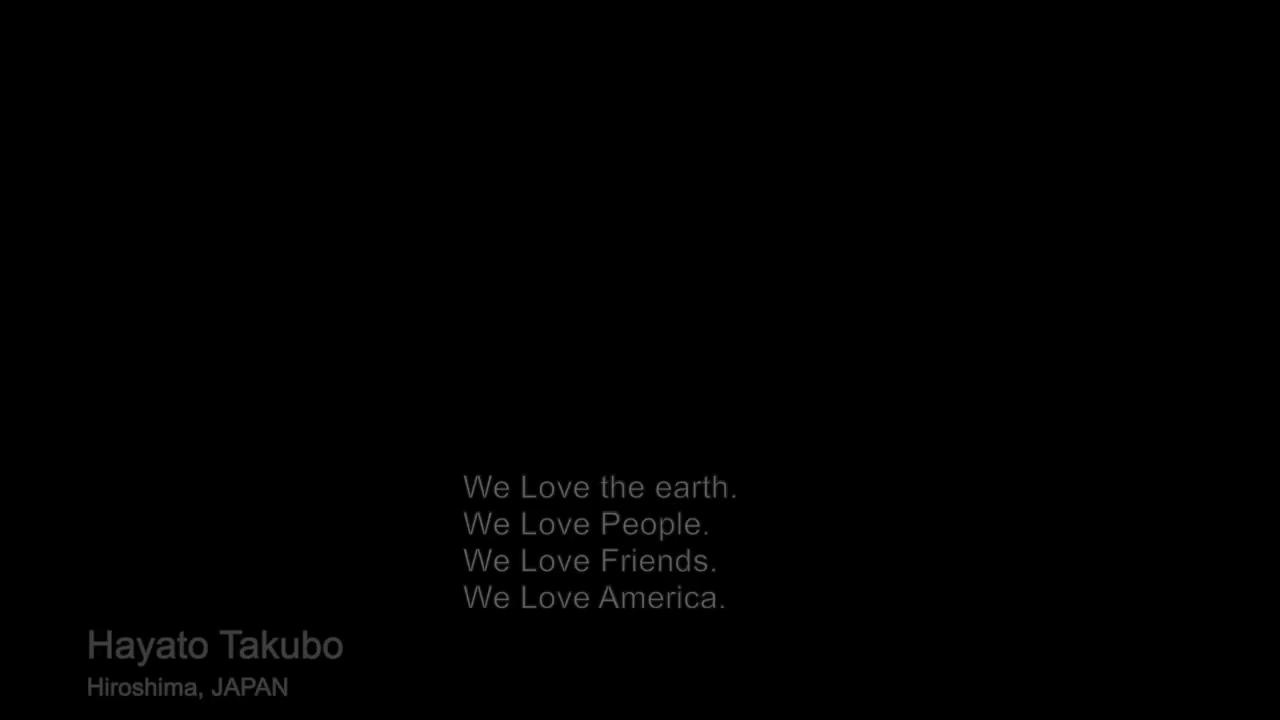 We Love the earth.
We Love People.
We Love Friends.
We Love America.
Hayato Takubo
Hiroshima, JAPAN